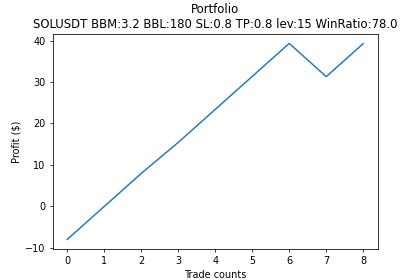 Portfolio
SOLUSDT BBM:3.2 BBL:180 SL:0.8 TP:0.8 lev:15 WinRatio:78.0
40
30
20
10
0
−10
Profit ($)
0 1 2 3 4 5 6 7 8
Trade counts